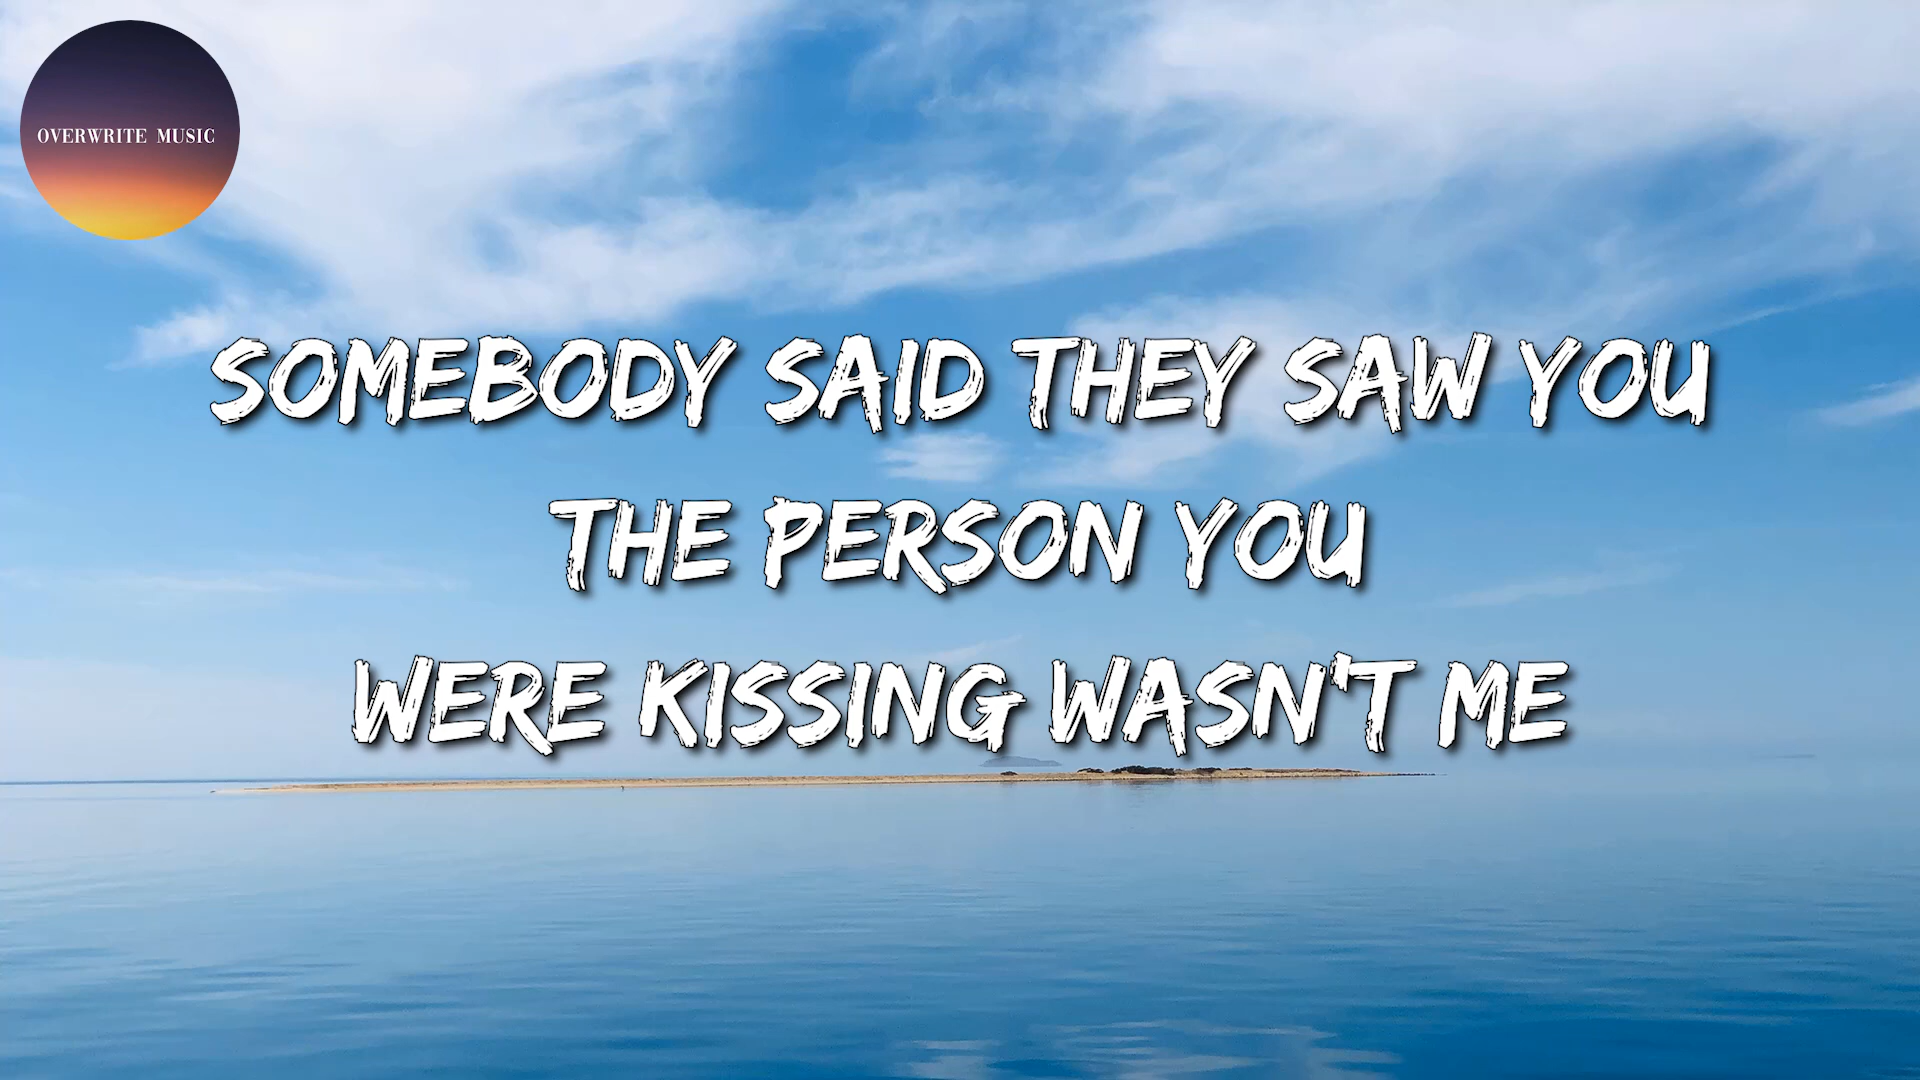 OVERWRITE MUSIC
SOMEBODY SAID THEY SAW YOU
THE PERSON YOU
WERE KISSING WASN'T ME